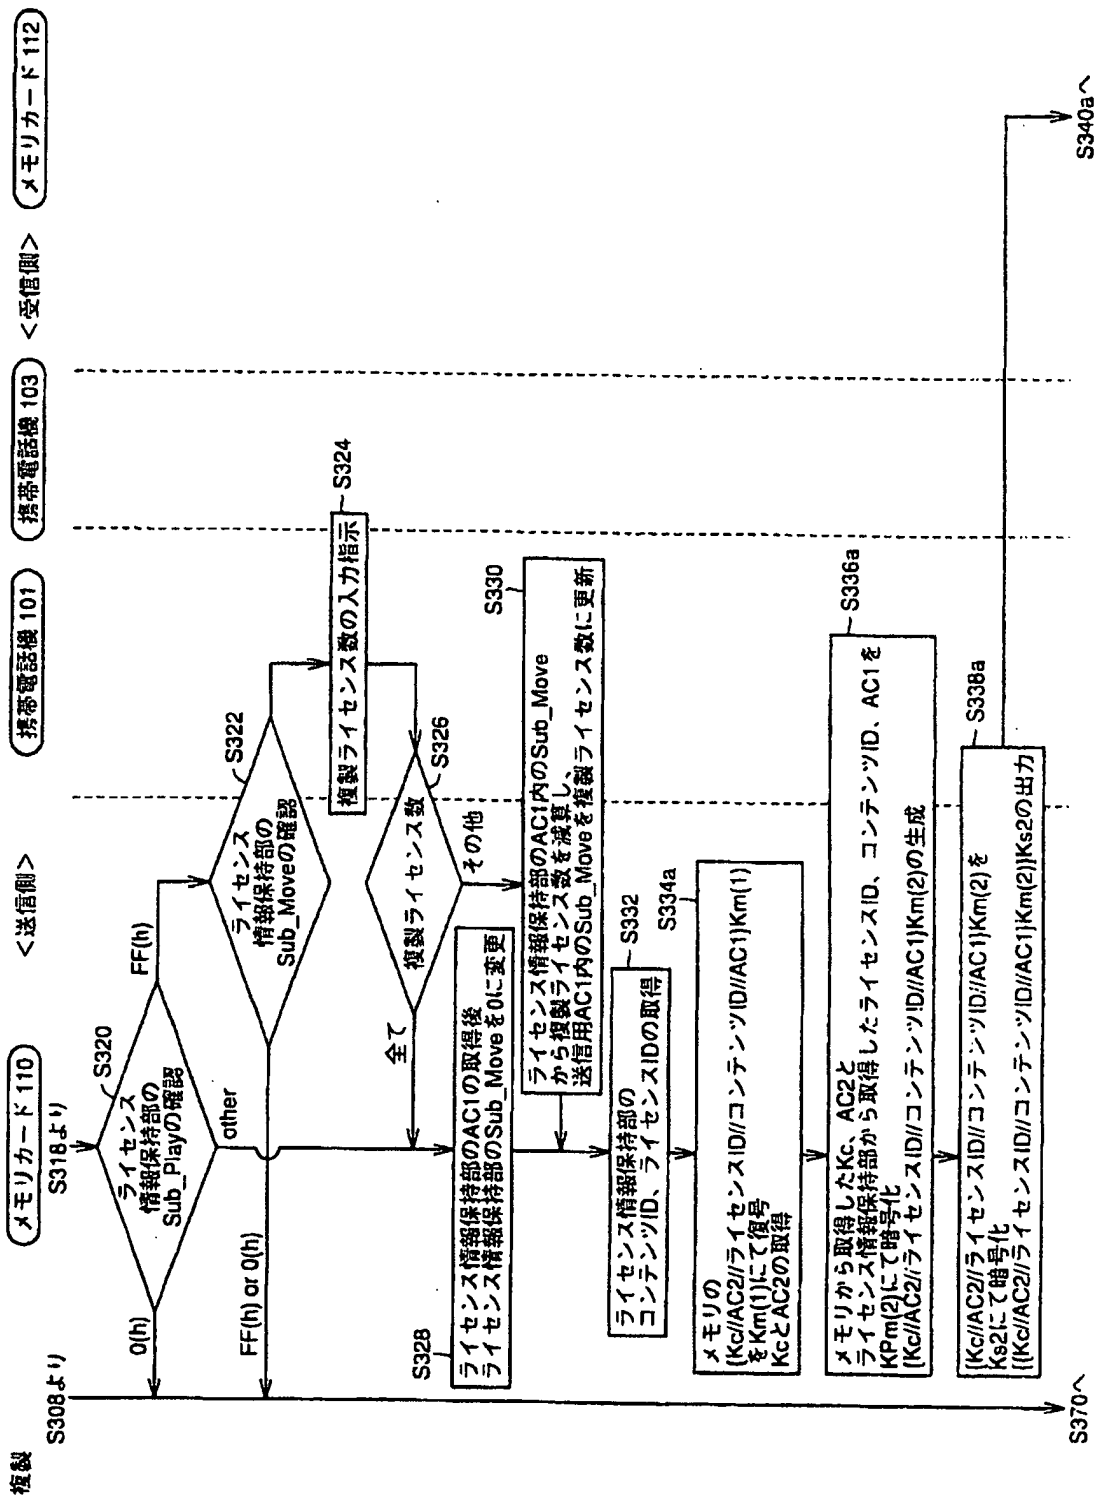 複製
メモリカード 110
<送信側>
携帯電話機 101
携帯電話機 103
<受信側>
メモリカード 112
S308より
S318より
S320
ライセンス
情報保持部の
Sub_Playの確認
0(h)
FF(h)
other
S322
ライセンス
情報保持部の
Sub_Moveの確認
FF(h) or 0(h)
S324
複製ライセンス数の入力指示
S326
複製ライセンス数
全て
その他
S328
ライセンス情報保持部のAC1の取得後
ライセンス情報保持部のSub_Moveを0に変更
S330
ライセンス情報保持部のAC1内のSub_Move
から複製ライセンス数を減算し、
送信用AC1内のSub_Moveを複製ライセンス数に更新
S332
ライセンス情報保持部の
コンテンツID、ライセンスIDの取得
S334a
メモリの
{Kc//AC2//ライセンスID//コンテンツID//AC1}Km(1)
をKm(1)にて復号
KcとAC2の取得
S336a
メモリから取得したKc、AC2と
ライセンス情報保持部から取得したライセンスID、コンテンツID、AC1を
KPm(2)にて暗号化
{Kc//AC2//ライセンスID//コンテンツID//AC1}Km(2)の生成
S338a
{Kc//AC2//ライセンスID//コンテンツID//AC1}Km(2)を
Ks2にて暗号化
{{Kc//AC2//ライセンスID//コンテンツID//AC1}Km(2)}Ks2の出力
S370へ
S340aへ